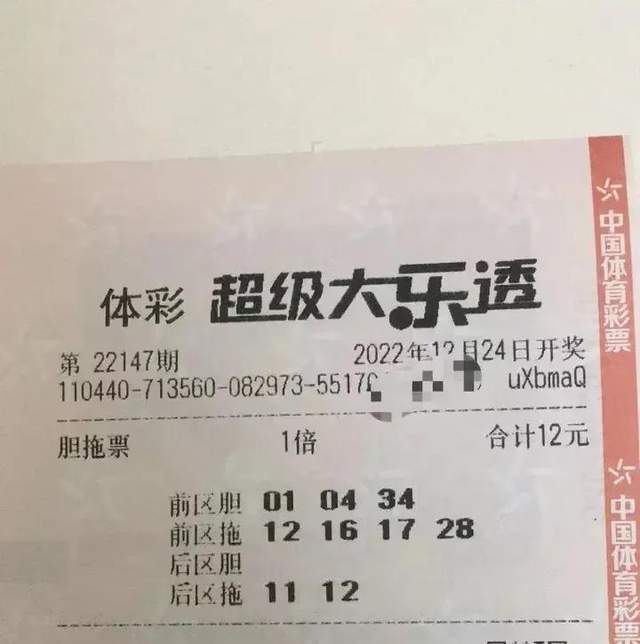 体彩 超级大乐透
第 22147期 2022年12月24日开奖
110440-713560-082973-5517 uXbmaQ
胆拖票 1倍 合计12元
前区胆 01 04 34
前区拖 12 16 17 28
后区胆
后区拖 11 12
中国体育彩票
中国体育彩票